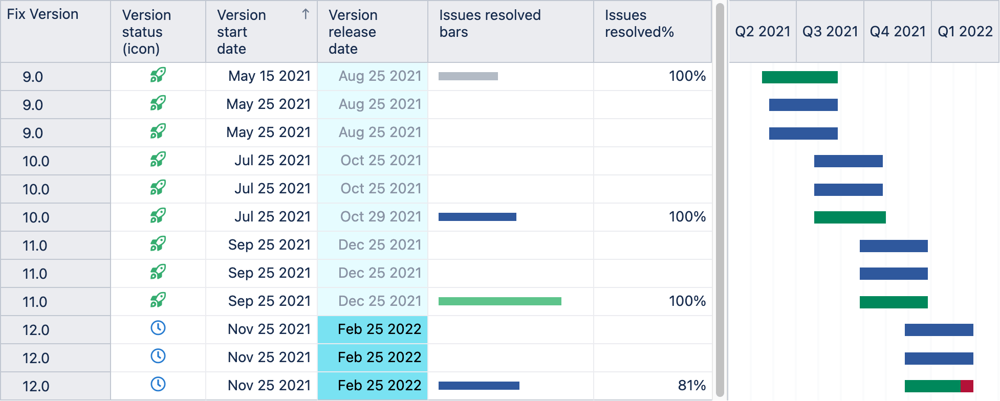 Fix Version
Version status (icon)
Version start date ↑
Version release date
Issues resolved bars
Issues resolved%
Q2 2021 Q3 2021 Q4 2021 Q1 2022
9.0 May 15 2021 Aug 25 2021 100%
9.0 May 25 2021 Aug 25 2021
9.0 May 25 2021 Aug 25 2021
10.0 Jul 25 2021 Oct 25 2021
10.0 Jul 25 2021 Oct 25 2021
10.0 Jul 25 2021 Oct 29 2021 100%
11.0 Sep 25 2021 Dec 25 2021
11.0 Sep 25 2021 Dec 25 2021
11.0 Sep 25 2021 Dec 25 2021 100%
12.0 Nov 25 2021 Feb 25 2022
12.0 Nov 25 2021 Feb 25 2022
12.0 Nov 25 2021 Feb 25 2022 81%